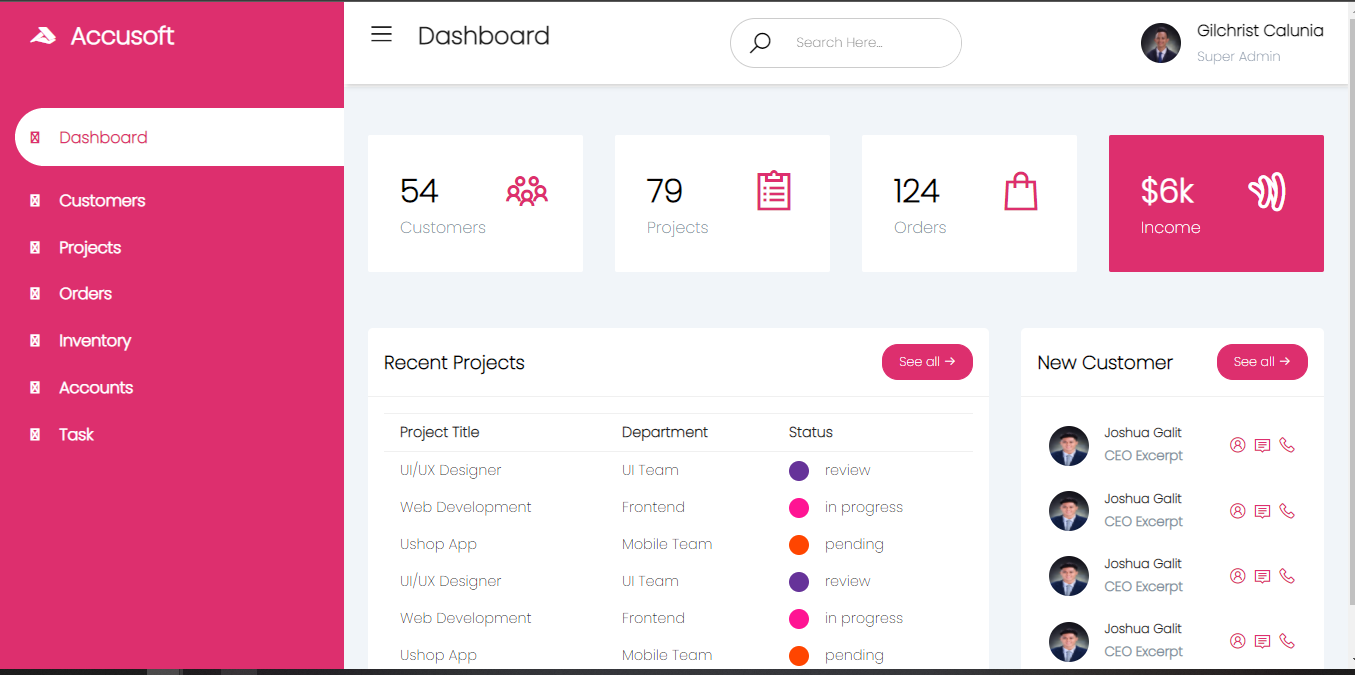 Accusoft
Dashboard
Customers
Projects
Orders
Inventory
Accounts
Task
Dashboard
Search Here...
Gilchrist Calunia
Super Admin
54
Customers
79
Projects
124
Orders
$6k
Income
Recent Projects
See all →
Project Title Department Status
UI/UX Designer UI Team review
Web Development Frontend in progress
Ushop App Mobile Team pending
UI/UX Designer UI Team review
Web Development Frontend in progress
Ushop App Mobile Team pending
New Customer
See all →
Joshua Galit
CEO Excerpt
Joshua Galit
CEO Excerpt
Joshua Galit
CEO Excerpt
Joshua Galit
CEO Excerpt